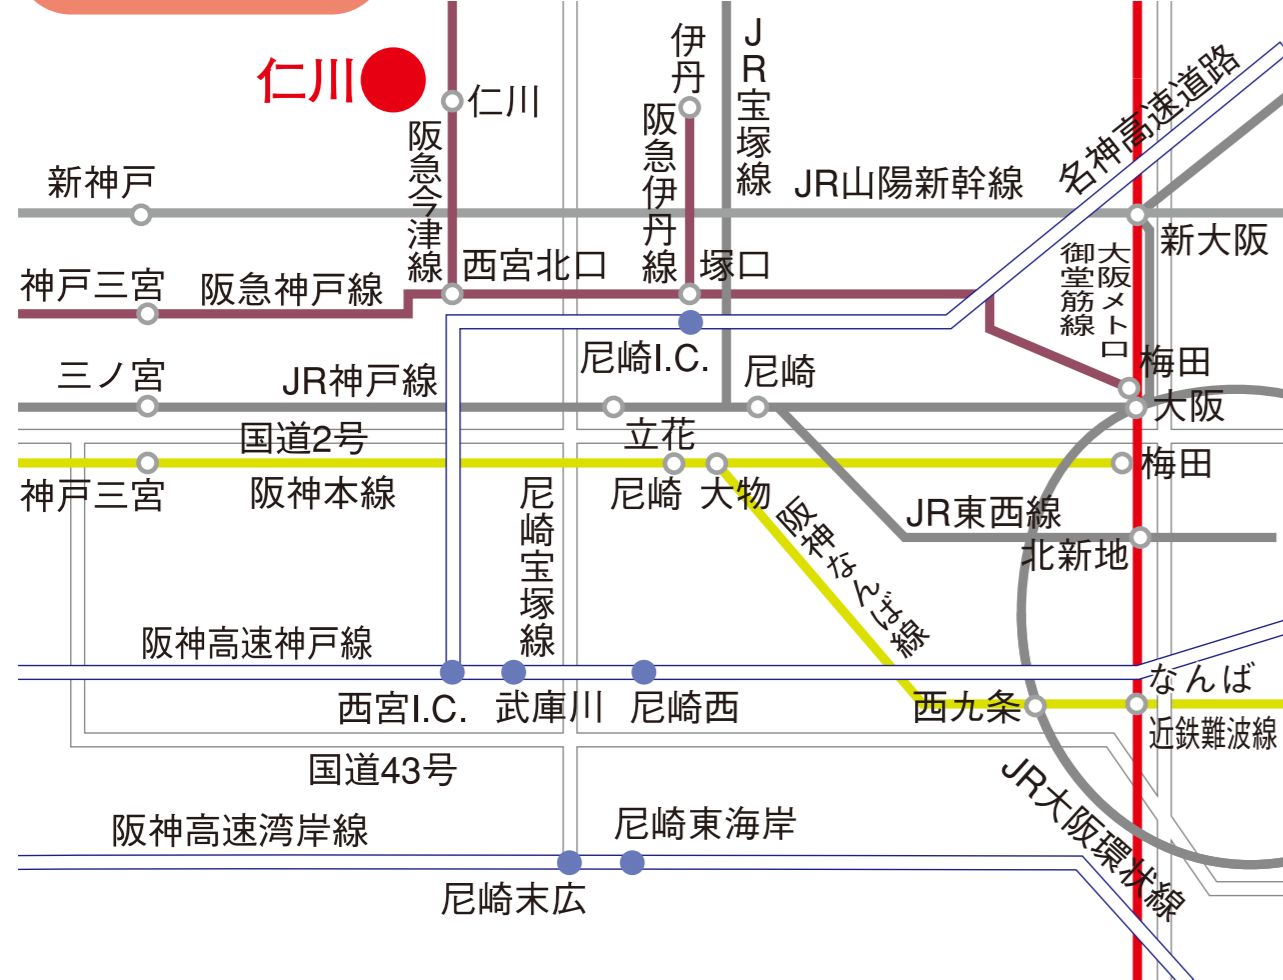 仁川
仁川
伊丹
JR宝塚線
阪急今津線
阪急伊丹線
名神高速道路
新神戸
JR山陽新幹線
新大阪
神戸三宮
阪急神戸線
西宮北口
塚口
大阪メトロ
御堂筋線
尼崎I.C.
三ノ宮
JR神戸線
尼崎
梅田
大阪
国道2号
立花
神戸三宮
阪神本線
尼崎宝塚線
尼崎
大物
梅田
阪神なんば線
JR東西線
北新地
阪神高速神戸線
西宮I.C.
武庫川
尼崎西
西九条
なんば
近鉄難波線
国道43号
JR大阪環状線
阪神高速湾岸線
尼崎東海岸
尼崎末広